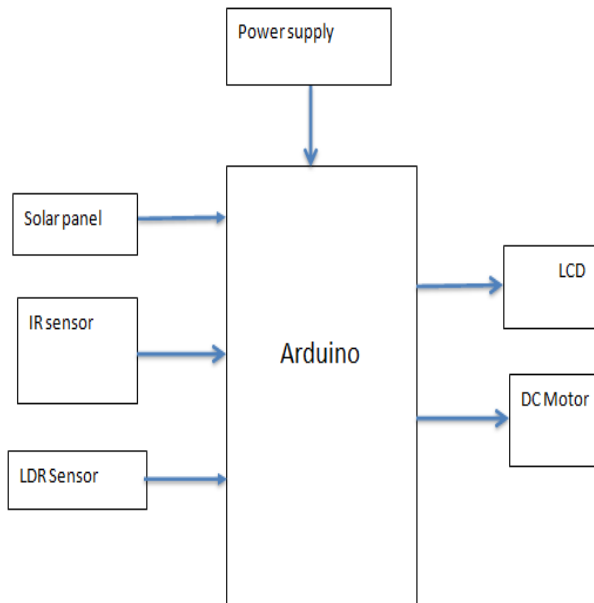 Power supply
Solar panel
IR sensor
LDR Sensor
Arduino
LCD
DC Motor